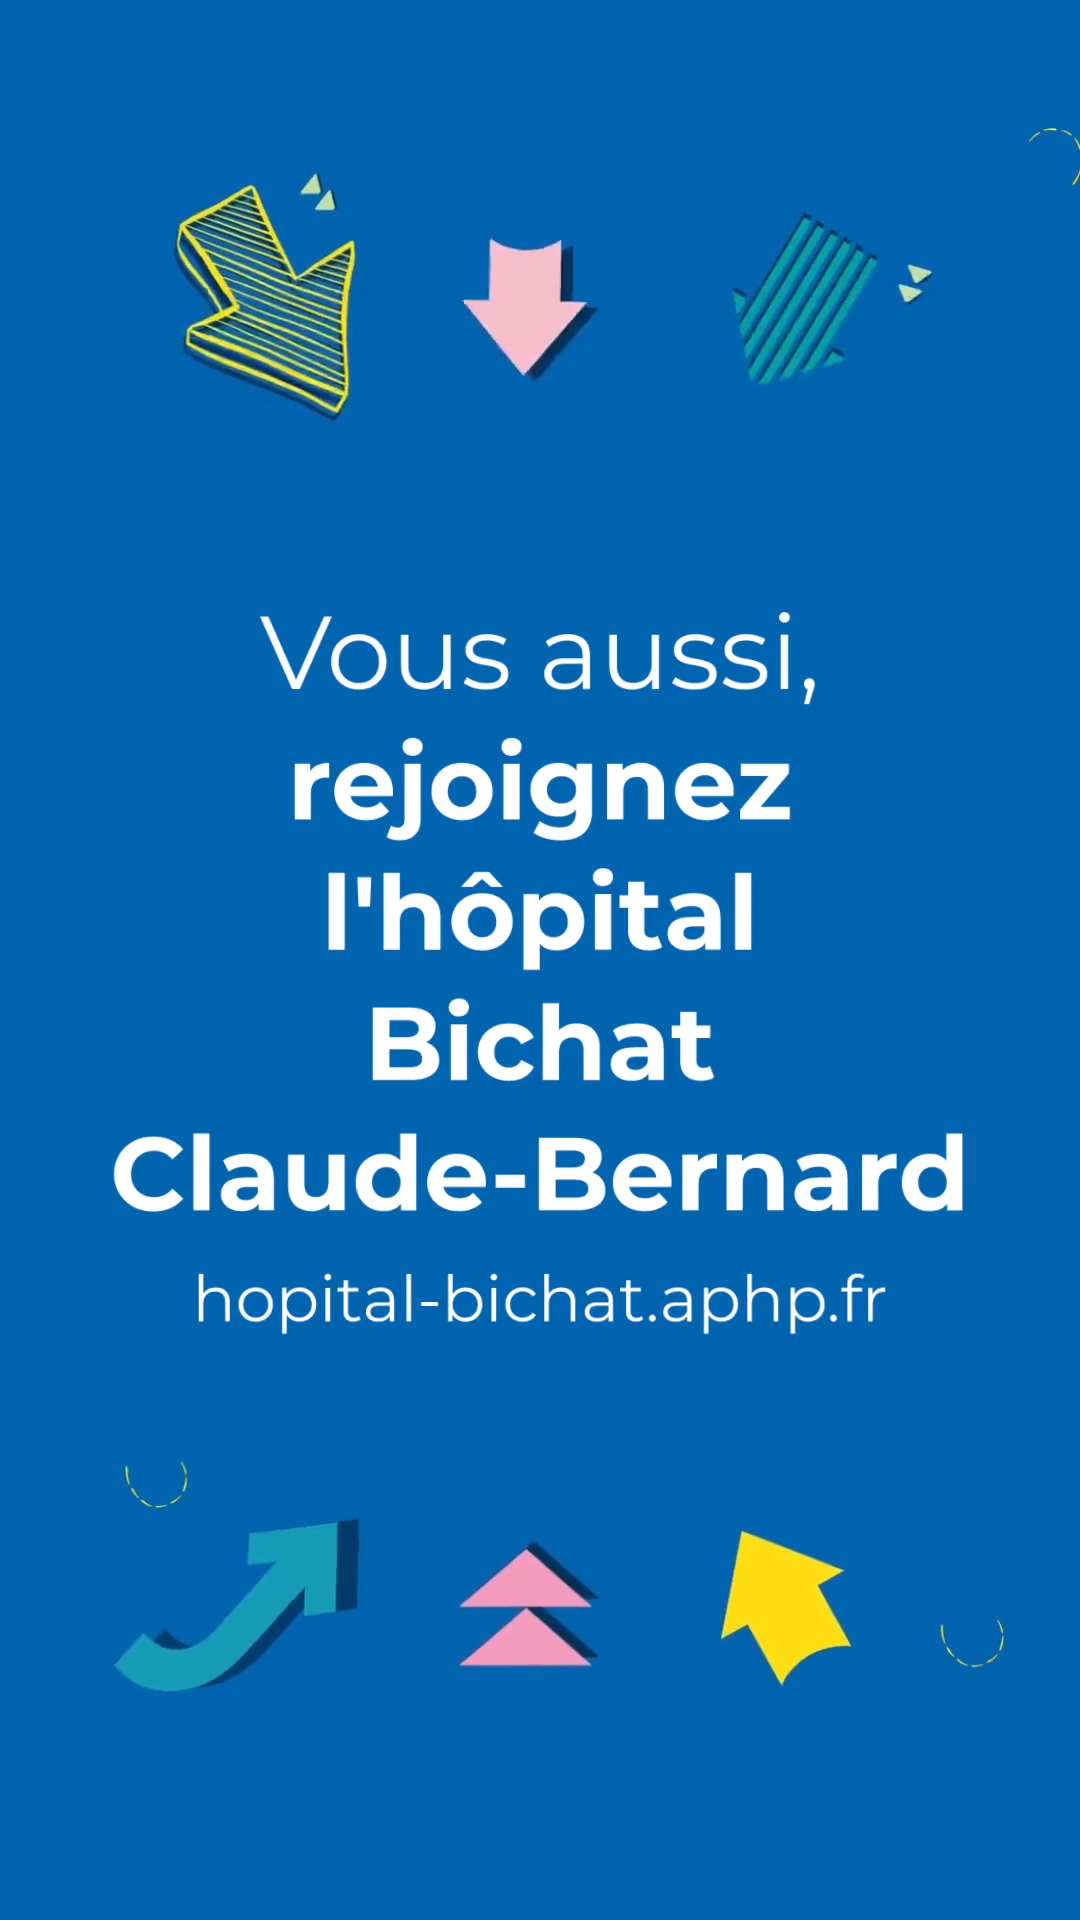 Vous aussi,
rejoignez
l'hôpital
Bichat
Claude-Bernard
hopital-bichat.aphp.fr